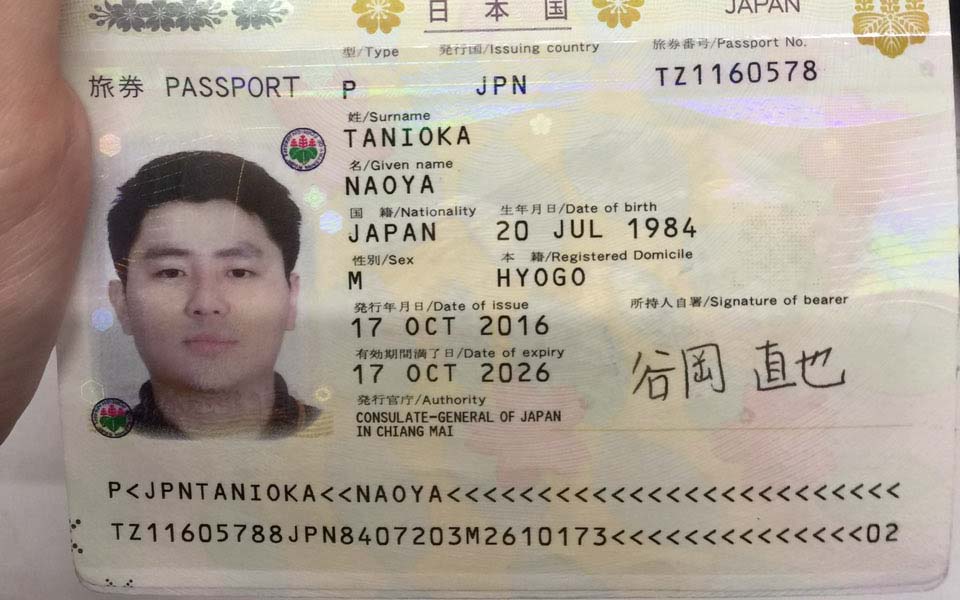 日本国
JAPAN
型/Type 発行国/Issuing country 旅券番号/Passport No.
旅券 PASSPORT P JPN TZ1160578
姓/Surname
TANIOKA
名/Given name
NAOYA
国 籍/Nationality 生年月日/Date of birth
JAPAN 20 JUL 1984
性別/Sex 本 籍/Registered Domicile
M HYOGO
発行年月日/Date of issue 所持人自署/Signature of bearer
17 OCT 2016
有効期間満了日/Date of expiry
17 OCT 2026 谷岡 直也
発行官庁/Authority
CONSULATE-GENERAL OF JAPAN
IN CHIANG MAI
P<JPNTANIOKA<<NAOYA<<<<<<<<<<<<<<<<<<<<<<<<<
TZ11605788JPN8407203M2610173<<<<<<<<<<<<<<02